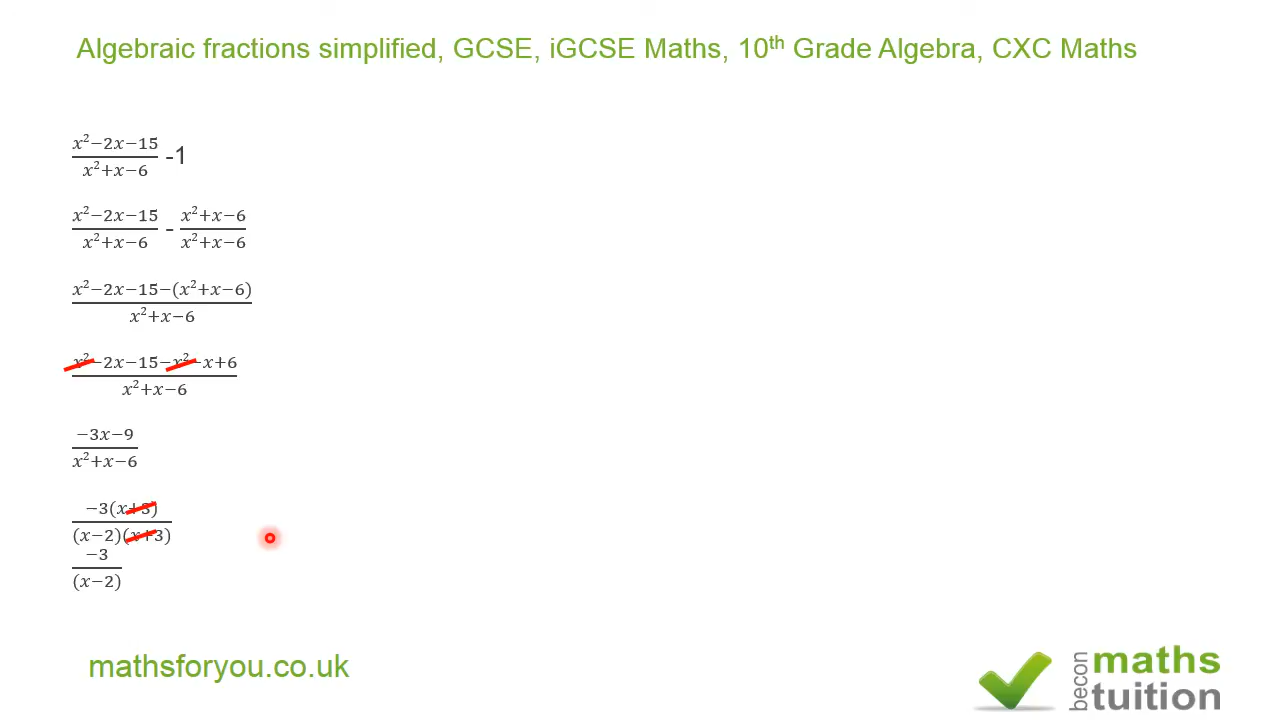 Algebraic fractions simplified, GCSE, iGCSE Maths, 10th Grade Algebra, CXC Maths
x²−2x−15
x²+x−6
-1
x²−2x−15
x²+x−6
-
x²+x−6
x²+x−6
x²−2x−15−(x²+x−6)
x²+x−6
x²−2x−15−x²−x+6
x²+x−6
−3x−9
x²+x−6
−3(x+3)
(x−2)(x+3)
−3
(x−2)
mathsforyou.co.uk
becon
maths
tuition